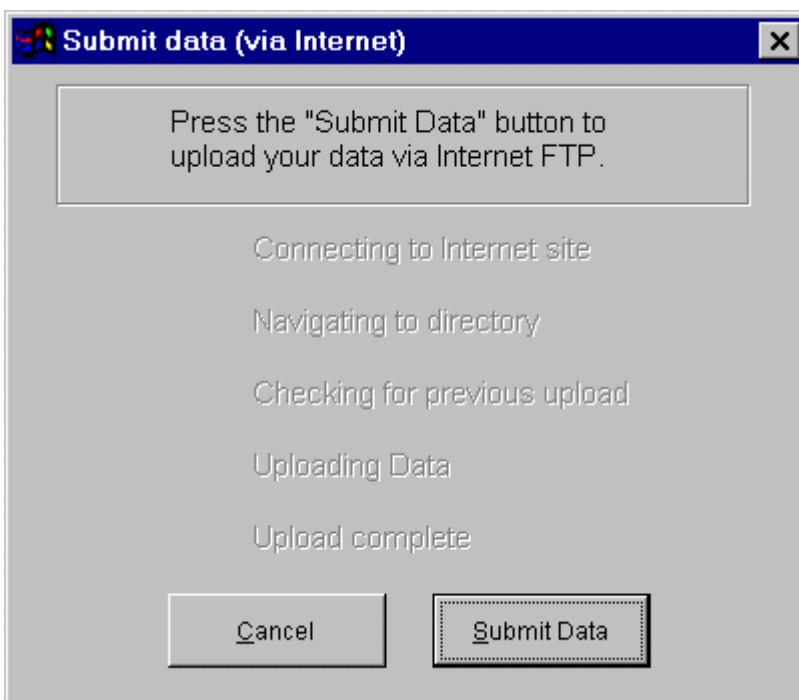 Submit data (via Internet)
Press the "Submit Data" button to
upload your data via Internet FTP.
Connecting to Internet site
Navigating to directory
Checking for previous upload
Uploading Data
Upload complete
Cancel
Submit Data